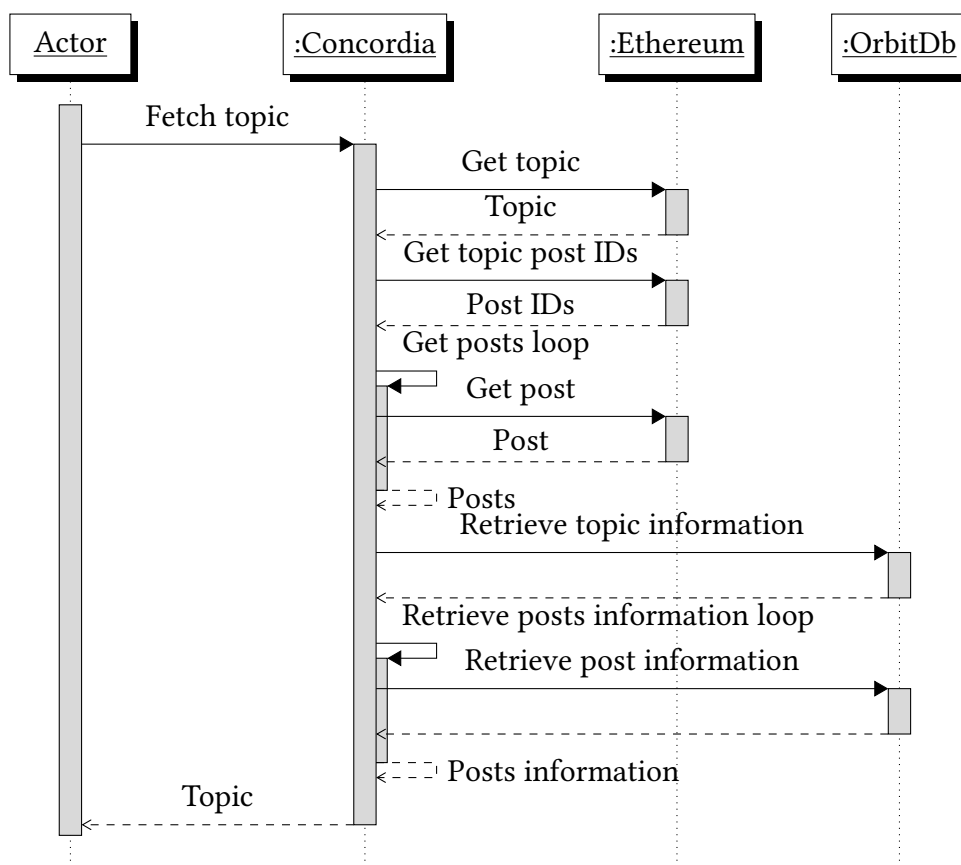 Actor
:Concordia
:Ethereum
:OrbitDb
Fetch topic
Get topic
Topic
Get topic post IDs
Post IDs
Get posts loop
Get post
Post
Posts
Retrieve topic information
Retrieve posts information loop
Retrieve post information
Posts information
Topic